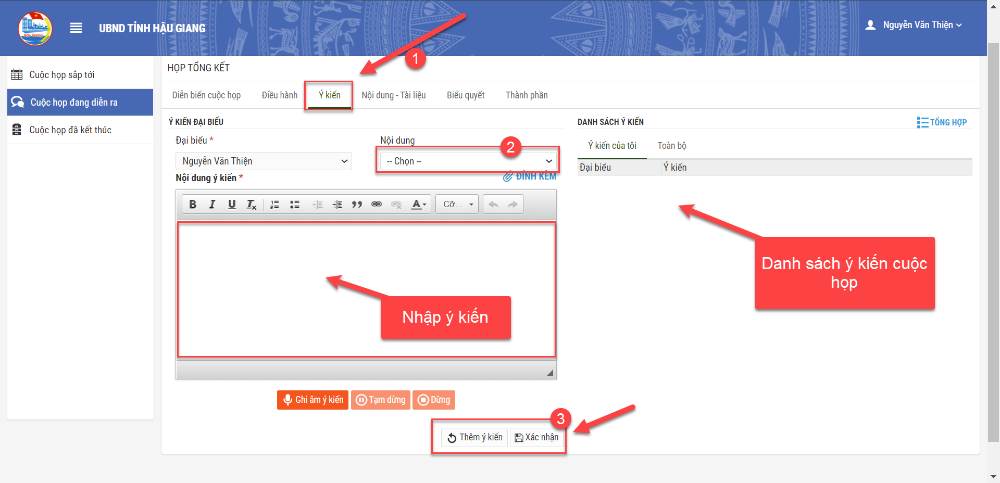 UBND TỈNH HẬU GIANG
Nguyễn Văn Thiện
Hậu Giang
1
Cuộc họp sắp tới
Cuộc họp đang diễn ra
Cuộc họp đã kết thúc
HỌP TỔNG KẾT
Diễn biến cuộc họp
Điều hành
Ý kiến
Nội dung - Tài liệu
Biểu quyết
Thành phần
Ý KIẾN ĐẠI BIỂU
Đại biểu *
Nội dung
2
Nguyễn Văn Thiện
-- Chọn --
Nội dung ý kiến *
ĐÍNH KÈM
B I U Tx
A
Cỡ...
Nhập ý kiến
Ghi âm ý kiến
Tạm dừng
Dừng
3
Thêm ý kiến
Xác nhận
DANH SÁCH Ý KIẾN
TỔNG HỢP
Ý kiến của tôi
Toàn bộ
Đại biểu
Ý kiến
Danh sách ý kiến cuộc
họp